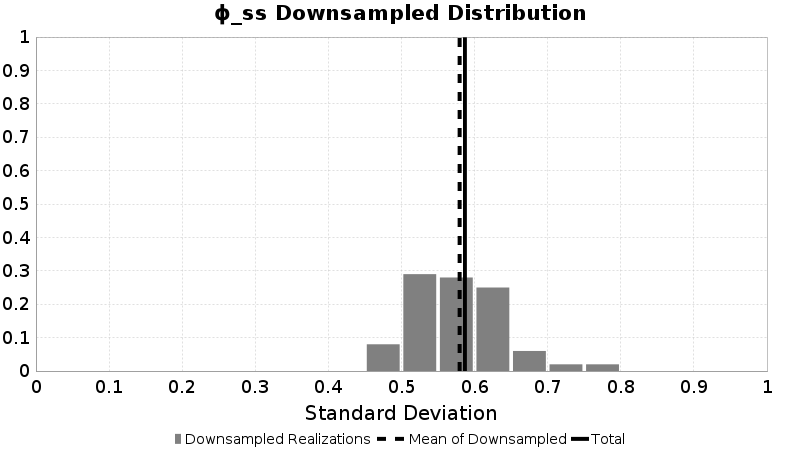 ϕ_ss Downsampled Distribution
1
0.9
0.8
0.7
0.6
0.5
0.4
0.3
0.2
0.1
0
0 0.1 0.2 0.3 0.4 0.5 0.6 0.7 0.8 0.9 1
Standard Deviation
Downsampled Realizations Mean of Downsampled Total